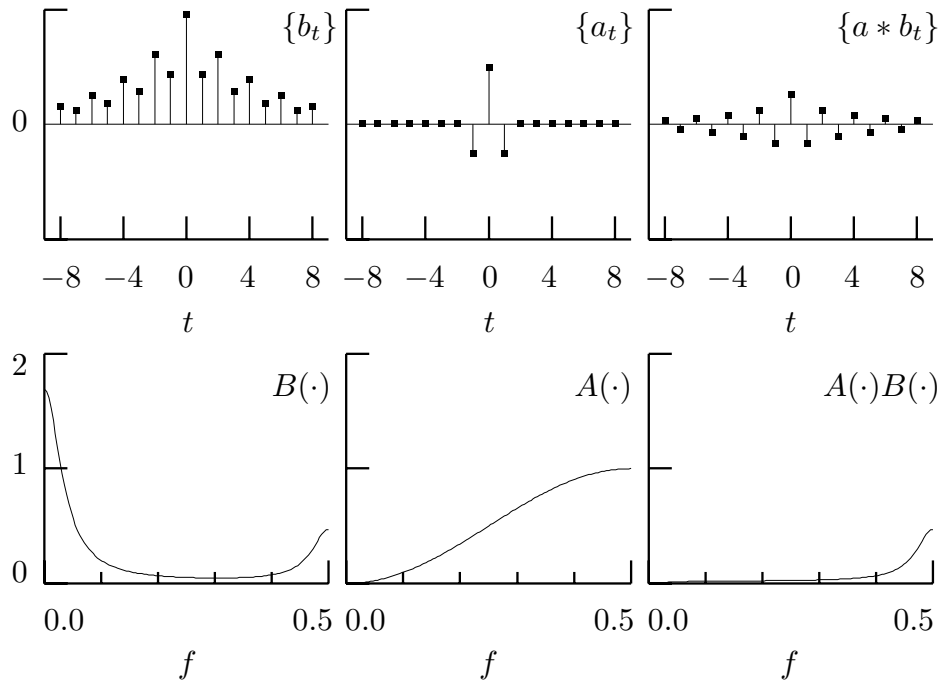 {b_t} {a_t} {a ∗ b_t}
0
−8 −4 0 4 8 −8 −4 0 4 8 −8 −4 0 4 8
t t t
2
B(·) A(·) A(·)B(·)
1
0
0.0 0.5 0.0 0.5 0.0 0.5
f f f